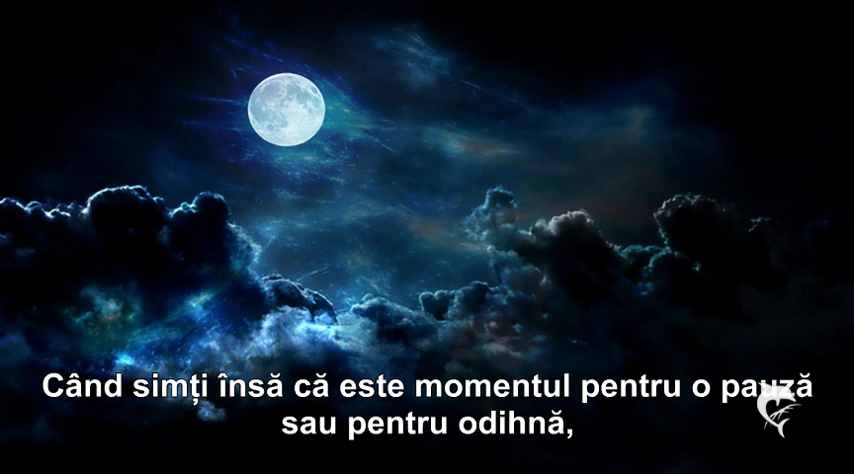 Când simți însă că este momentul pentru o pauză
sau pentru odihnă,